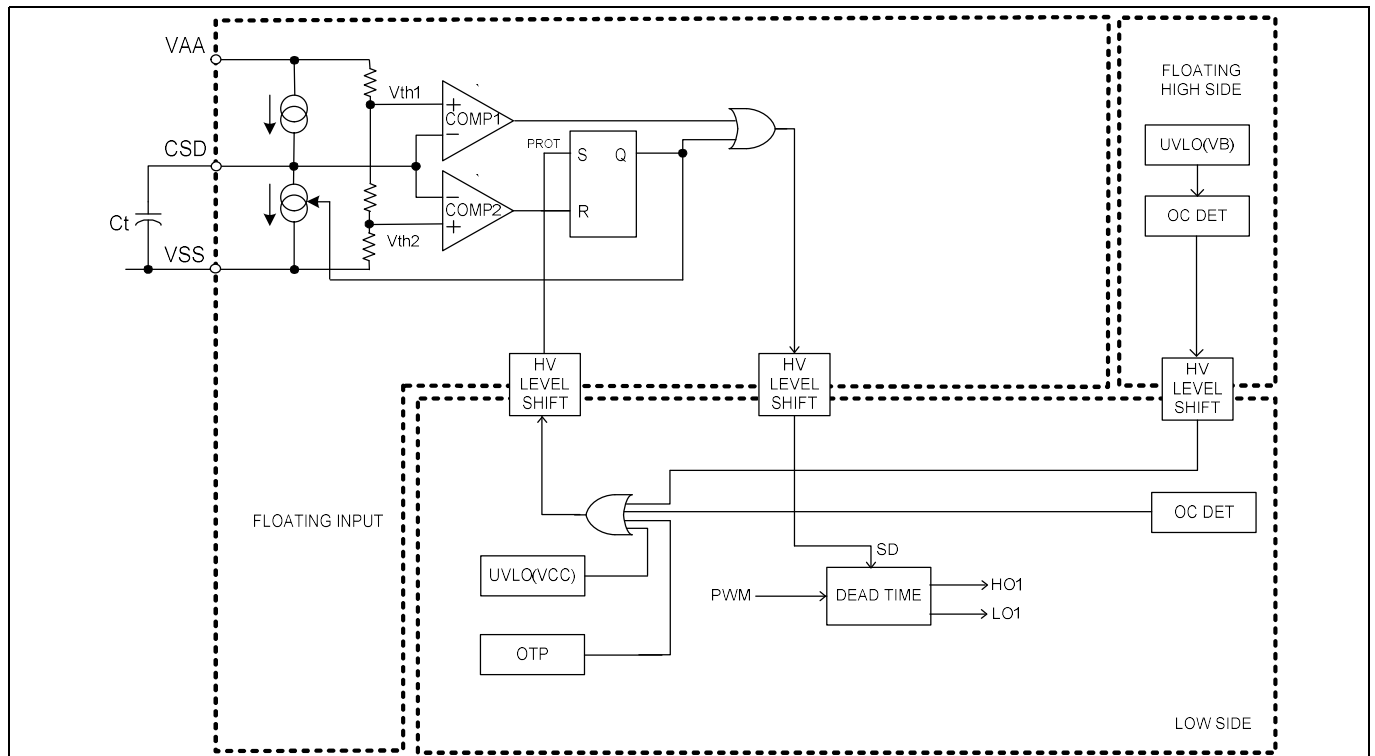 VAA
CSD
Ct
VSS
Vth1
Vth2
+
COMP1
−
−
COMP2
+
PROT
S Q
R
FLOATING
HIGH SIDE
UVLO(VB)
OC DET
HV
LEVEL
SHIFT
HV
LEVEL
SHIFT
HV
LEVEL
SHIFT
FLOATING INPUT
OC DET
UVLO(VCC)
SD
PWM
DEAD TIME
HO1
LO1
OTP
LOW SIDE